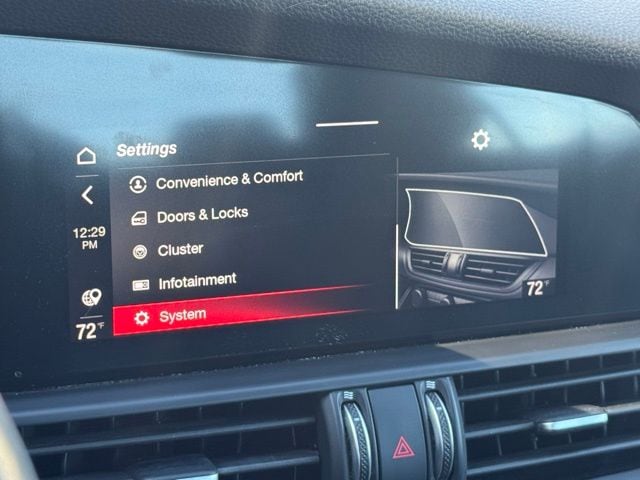 Settings
Convenience & Comfort
Doors & Locks
12:29
PM
Cluster
Infotainment
System
72°F
72°F